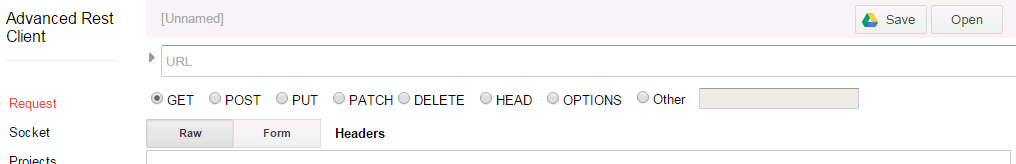 Advanced Rest
Client
[Unnamed]
Save
Open
URL
Request
GET POST PUT PATCH DELETE HEAD OPTIONS Other
Socket
Raw Form Headers
Projects